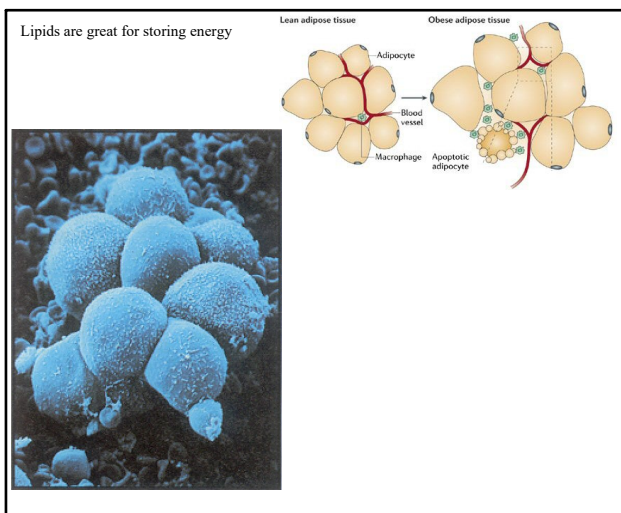 Lipids are great for storing energy
Lean adipose tissue
Obese adipose tissue
Adipocyte
Blood
vessel
Macrophage
Apoptotic
adipocyte